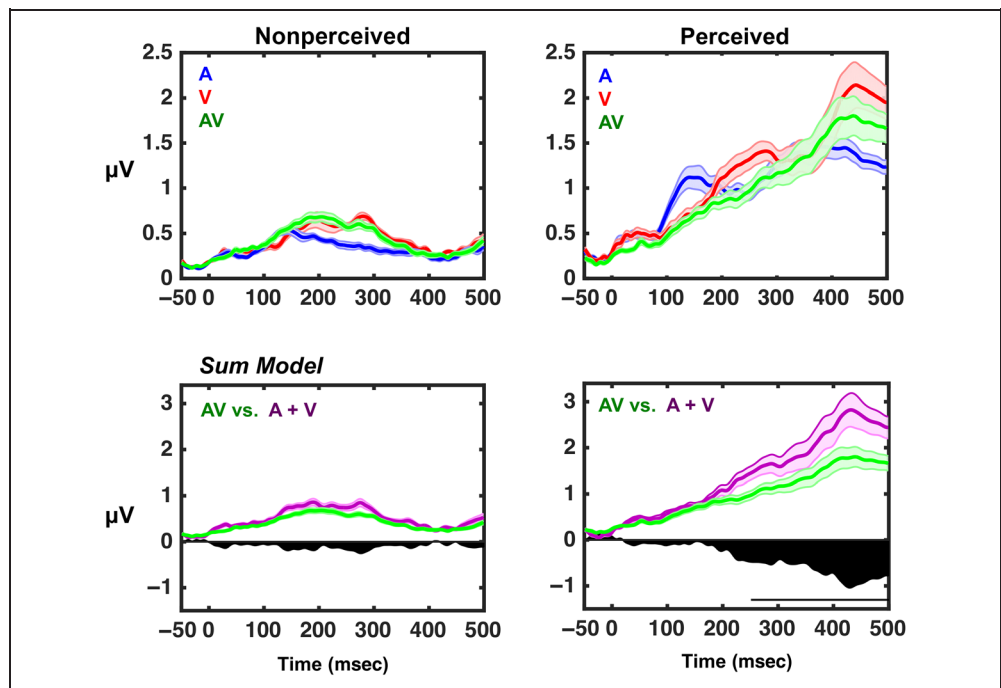 Nonperceived
Perceived
2.5
2
1.5
1
0.5
0
μV
A
V
AV
−50 0 100 200 300 400 500
2.5
2
1.5
1
0.5
0
A
V
AV
−50 0 100 200 300 400 500
Sum Model
AV vs. A + V
3
2
1
0
−1
μV
−50 0 100 200 300 400 500
Time (msec)
AV vs. A + V
3
2
1
0
−1
−50 0 100 200 300 400 500
Time (msec)